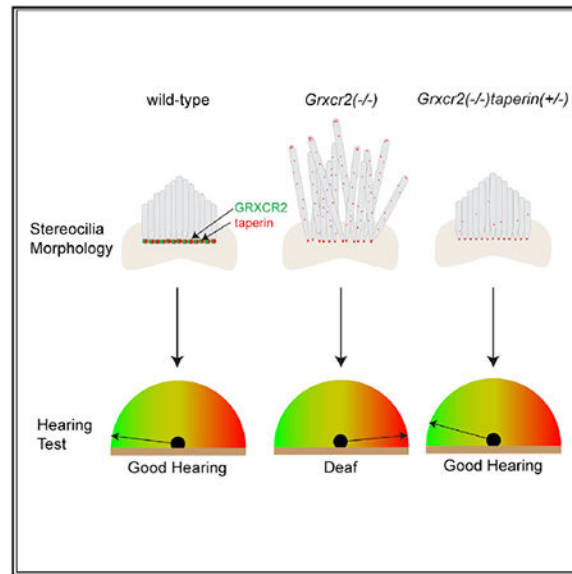 wild-type
Grxcr2(-/-)
Grxcr2(-/-)taperin(+/-)
GRXCR2
taperin
Stereocilia
Morphology
Hearing
Test
Good Hearing
Deaf
Good Hearing